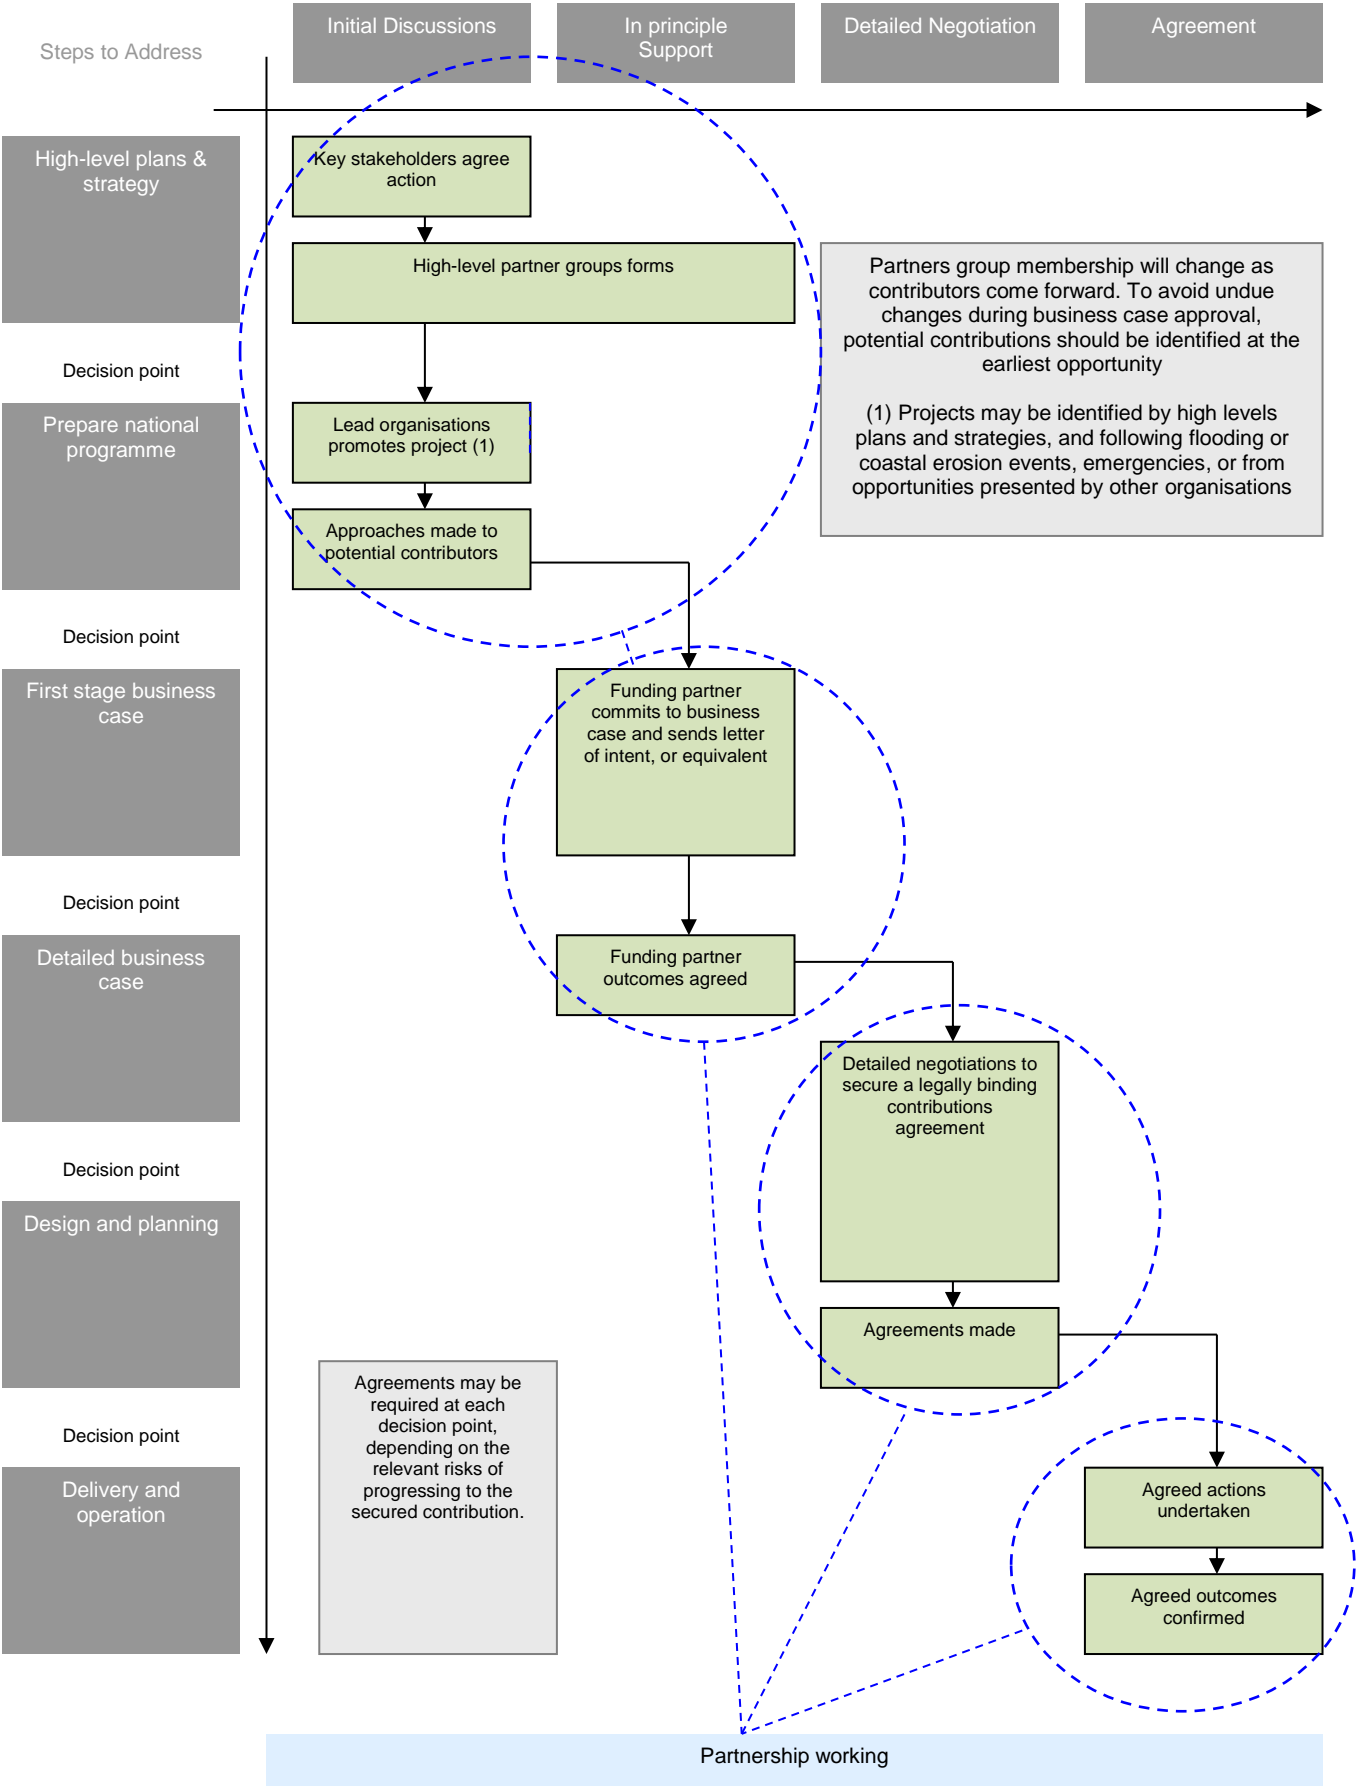 Steps to Address
Initial Discussions
In principle
Support
Detailed Negotiation
Agreement
High-level plans &
strategy
Key stakeholders agree
action
High-level partner groups forms
Partners group membership will change as
contributors come forward. To avoid undue
changes during business case approval,
potential contributions should be identified at the
earliest opportunity
(1) Projects may be identified by high levels
plans and strategies, and following flooding or
coastal erosion events, emergencies, or from
opportunities presented by other organisations
Decision point
Prepare national
programme
Lead organisations
promotes project (1)
Approaches made to
potential contributors
Decision point
First stage business
case
Funding partner
commits to business
case and sends letter
of intent, or equivalent
Decision point
Detailed business
case
Funding partner
outcomes agreed
Detailed negotiations to
secure a legally binding
contributions
agreement
Decision point
Design and planning
Agreements made
Agreements may be
required at each
decision point,
depending on the
relevant risks of
progressing to the
secured contribution.
Decision point
Delivery and
operation
Agreed actions
undertaken
Agreed outcomes
confirmed
Partnership working